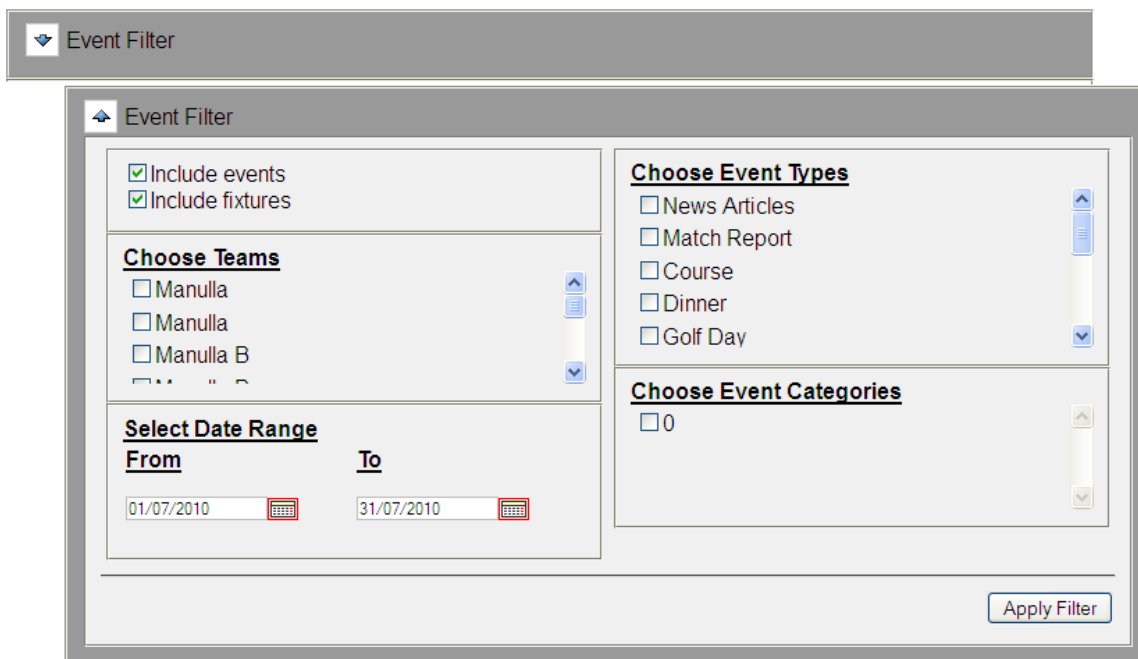 Event Filter
Event Filter
Include events
Include fixtures
Choose Teams
Manulla
Manulla
Manulla B
Select Date Range
From To
01/07/2010 31/07/2010
Choose Event Types
News Articles
Match Report
Course
Dinner
Golf Day
Choose Event Categories
0
Apply Filter